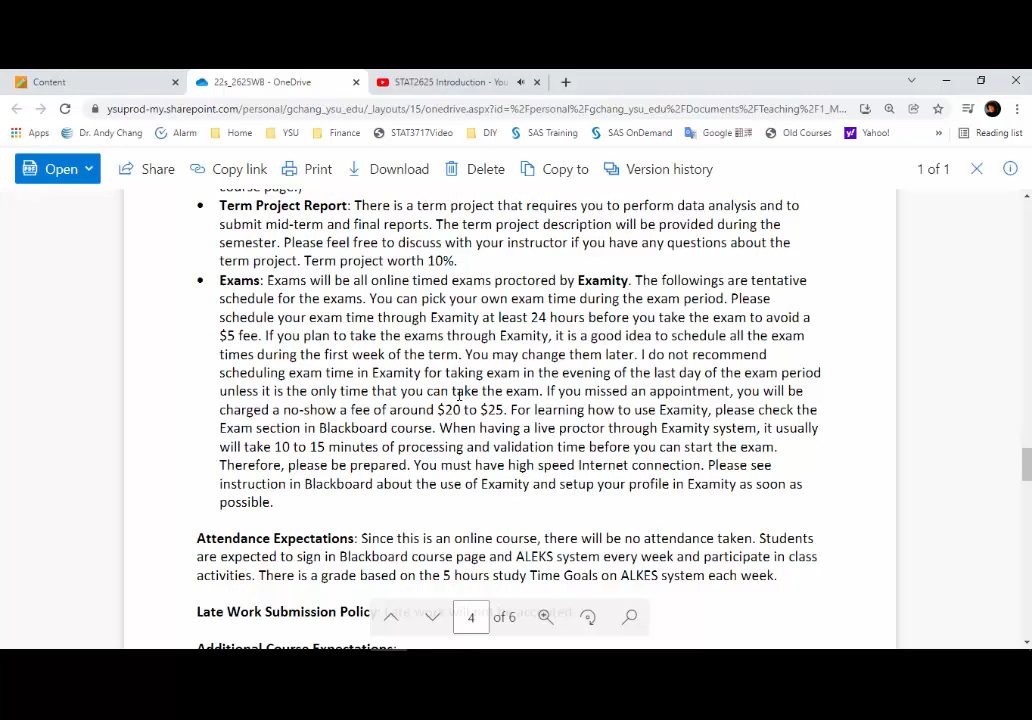 Content
22s_2625WB - OneDrive
STAT2625 Introduction - You
ysuprod-my.sharepoint.com/personal/gchang_ysu_edu/_layouts/15/onedrive.aspx?id=%2Fpersonal%2Fgchang_ysu_edu%2FDocuments%2FTeaching%2F1_M...
Apps Dr. Andy Chang Alarm Home YSU Finance STAT3717Video DIY SAS Training SAS OnDemand Google 翻譯 Old Courses Yahoo! » Reading list
Open Share Copy link Print Download Delete Copy to Version history 1 of 1
course page.)
• Term Project Report: There is a term project that requires you to perform data analysis and to
submit mid-term and final reports. The term project description will be provided during the
semester. Please feel free to discuss with your instructor if you have any questions about the
term project. Term project worth 10%.
• Exams: Exams will be all online timed exams proctored by Examity. The followings are tentative
schedule for the exams. You can pick your own exam time during the exam period. Please
schedule your exam time through Examity at least 24 hours before you take the exam to avoid a
$5 fee. If you plan to take the exams through Examity, it is a good idea to schedule all the exam
times during the first week of the term. You may change them later. I do not recommend
scheduling exam time in Examity for taking exam in the evening of the last day of the exam period
unless it is the only time that you can take the exam. If you missed an appointment, you will be
charged a no-show a fee of around $20 to $25. For learning how to use Examity, please check the
Exam section in Blackboard course. When having a live proctor through Examity system, it usually
will take 10 to 15 minutes of processing and validation time before you can start the exam.
Therefore, please be prepared. You must have high speed Internet connection. Please see
instruction in Blackboard about the use of Examity and setup your profile in Examity as soon as
possible.
Attendance Expectations: Since this is an online course, there will be no attendance taken. Students
are expected to sign in Blackboard course page and ALEKS system every week and participate in class
activities. There is a grade based on the 5 hours study Time Goals on ALKES system each week.
Late Work Submission Policy: Late work will not be accepted.
4 of 6
Additional Course Expectations: